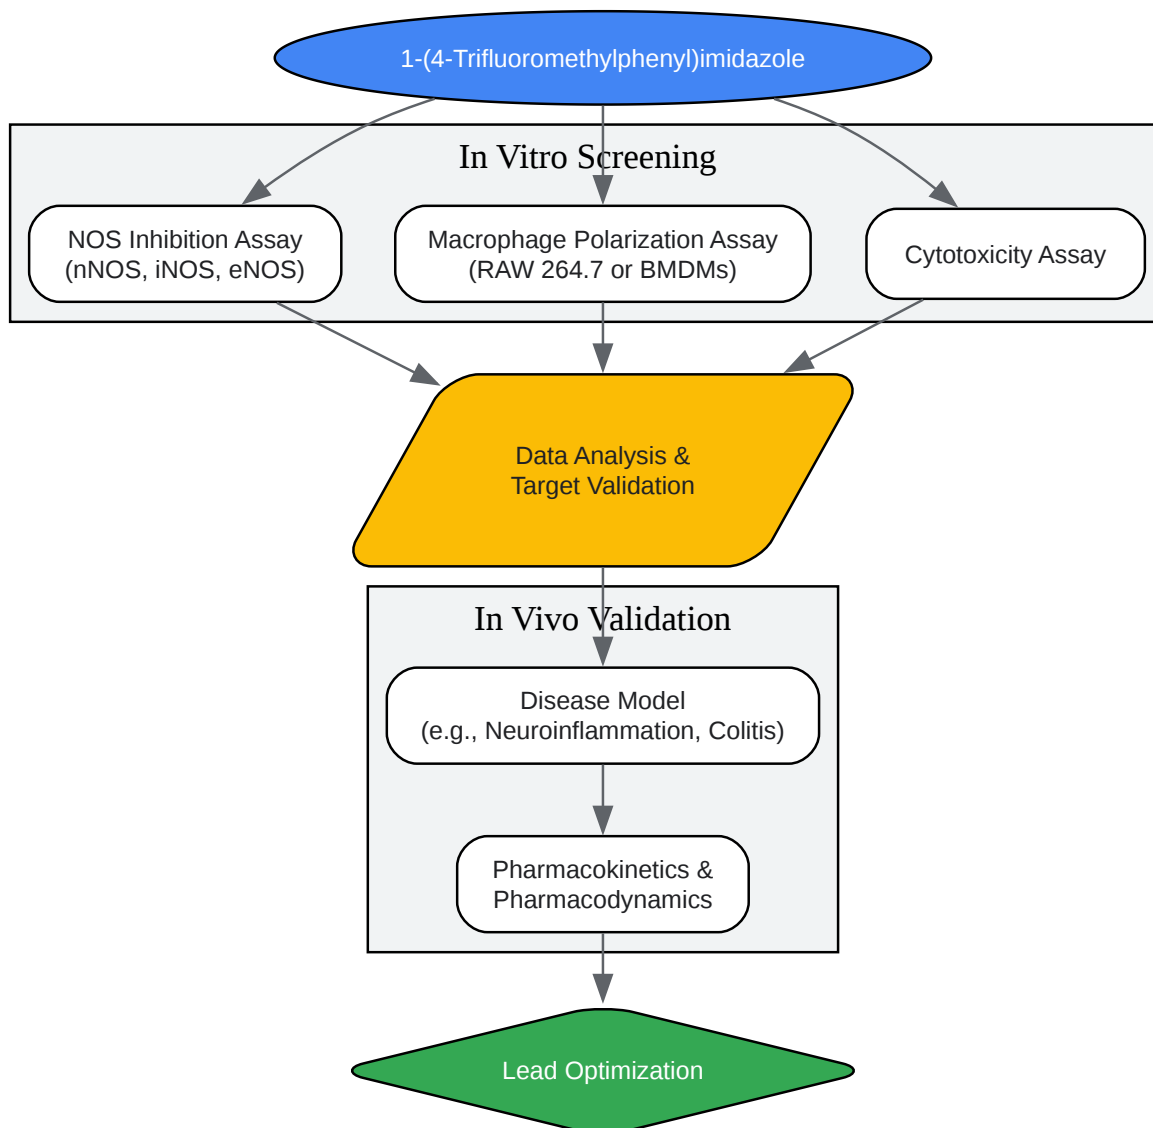 1-(4-Trifluoromethylphenyl)imidazole
In Vitro Screening
NOS Inhibition Assay
(nNOS, iNOS, eNOS)
Macrophage Polarization Assay
(RAW 264.7 or BMDMs)
Cytotoxicity Assay
Data Analysis &
Target Validation
In Vivo Validation
Disease Model
(e.g., Neuroinflammation, Colitis)
Pharmacokinetics &
Pharmacodynamics
Lead Optimization